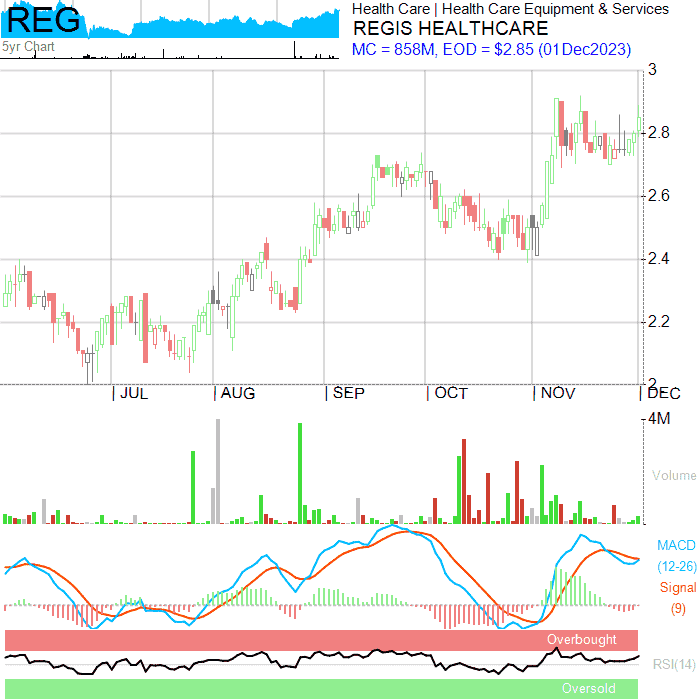 REG
5yr Chart
Health Care | Health Care Equipment & Services
REGIS HEALTHCARE
MC = 858M, EOD = $2.85 (01Dec2023)
3
2.8
2.6
2.4
2.2
2
JUL
AUG
SEP
OCT
NOV
DEC
4M
Volume
MACD
(12-26)
Signal
(9)
Overbought
RSI(14)
Oversold